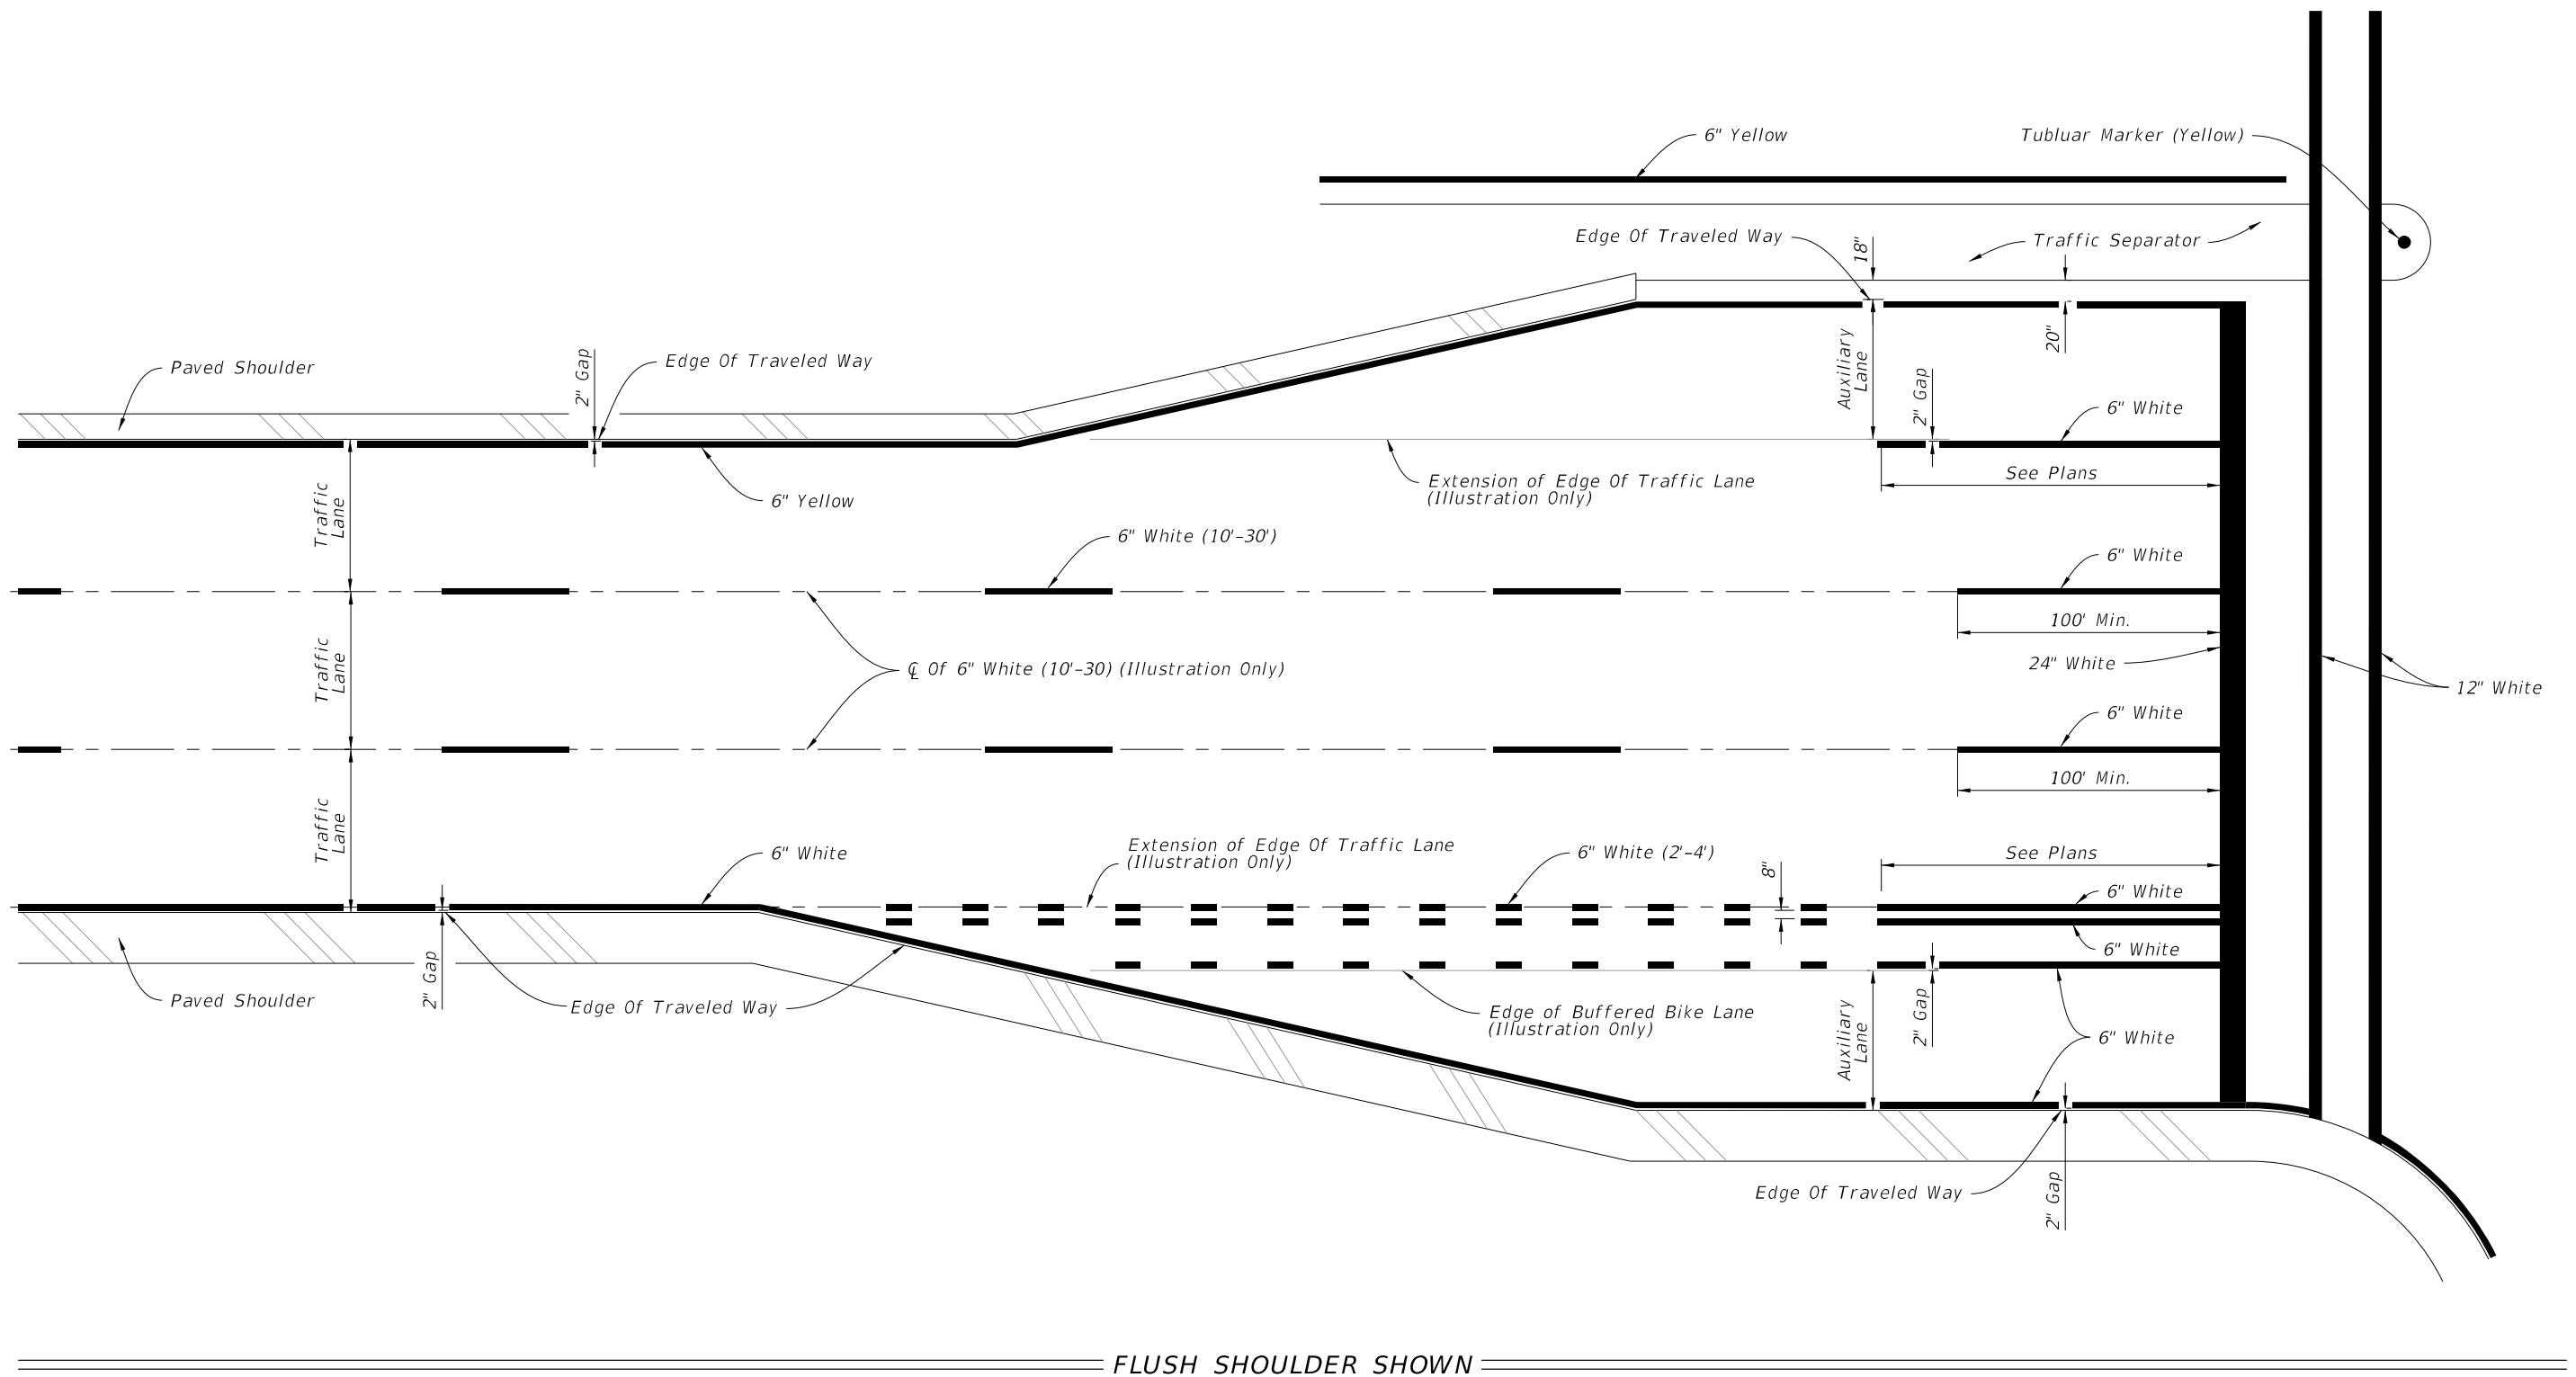 6" Yellow
Tubluar Marker (Yellow)
Edge Of Traveled Way
18"
Traffic Separator
20"
Paved Shoulder
2" Gap
Edge Of Traveled Way
Auxiliary
Lane
2" Gap
6" White
6" Yellow
See Plans
Extension of Edge Of Traffic Lane
(Illustration Only)
Traffic
Lane
6" White (10'-30')
6" White
100' Min.
Traffic
Lane
℄ Of 6" White (10'-30) (Illustration Only)
24" White
12" White
6" White
100' Min.
Traffic
Lane
6" White
Extension of Edge Of Traffic Lane
(Illustration Only)
6" White (2'-4')
8"
See Plans
6" White
6" White
2" Gap
Paved Shoulder
Edge Of Traveled Way
Edge of Buffered Bike Lane
(Illustration Only)
Auxiliary
Lane
2" Gap
6" White
Edge Of Traveled Way
2" Gap
FLUSH SHOULDER SHOWN